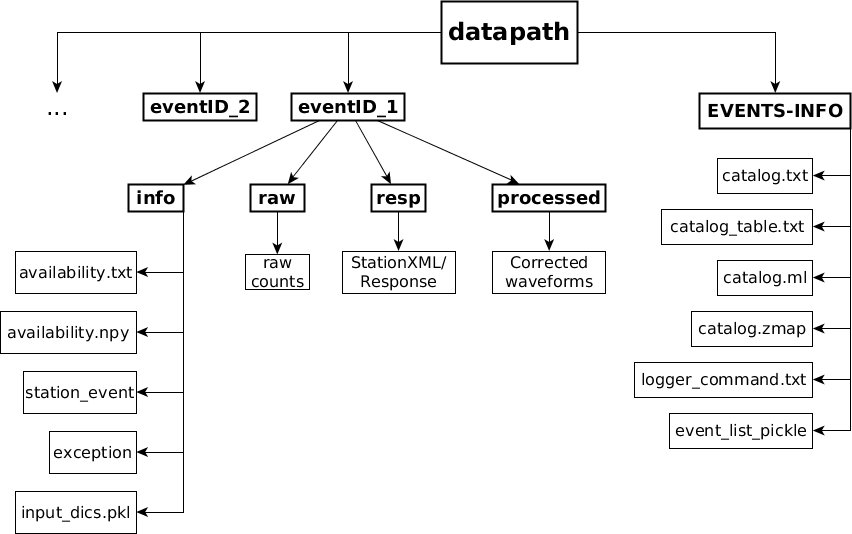 datapath
...
eventID_2
eventID_1
EVENTS-INFO
info
raw
resp
processed
raw
counts
StationXML/
Response
Corrected
waveforms
availability.txt
availability.npy
station_event
exception
input_dics.pkl
catalog.txt
catalog_table.txt
catalog.ml
catalog.zmap
logger_command.txt
event_list_pickle